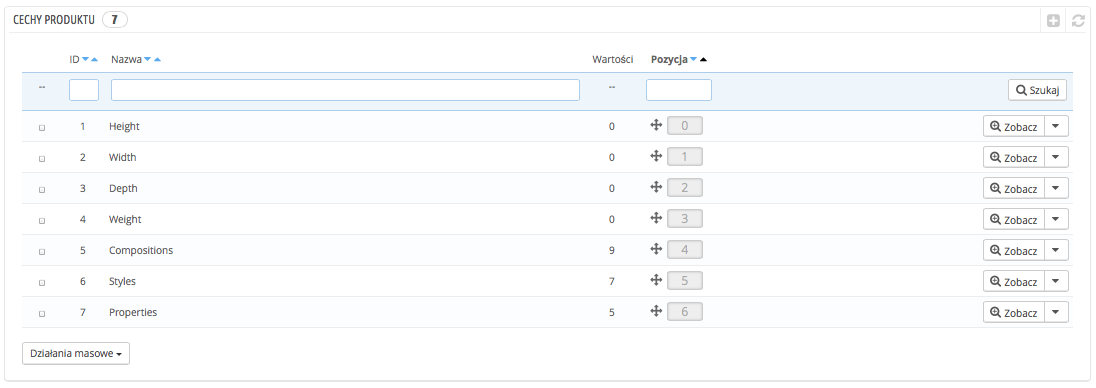 CECHY PRODUKTU 7
ID Nazwa Wartości Pozycja
-- -- Szukaj
1 Height 0 0 Zobacz
2 Width 0 1 Zobacz
3 Depth 0 2 Zobacz
4 Weight 0 3 Zobacz
5 Compositions 9 4 Zobacz
6 Styles 7 5 Zobacz
7 Properties 5 6 Zobacz
Działania masowe